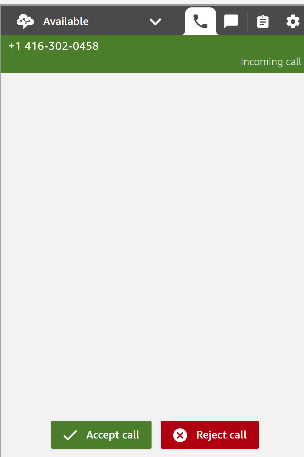 Available
+1 416-302-0458
Incoming call
Accept call
Reject call